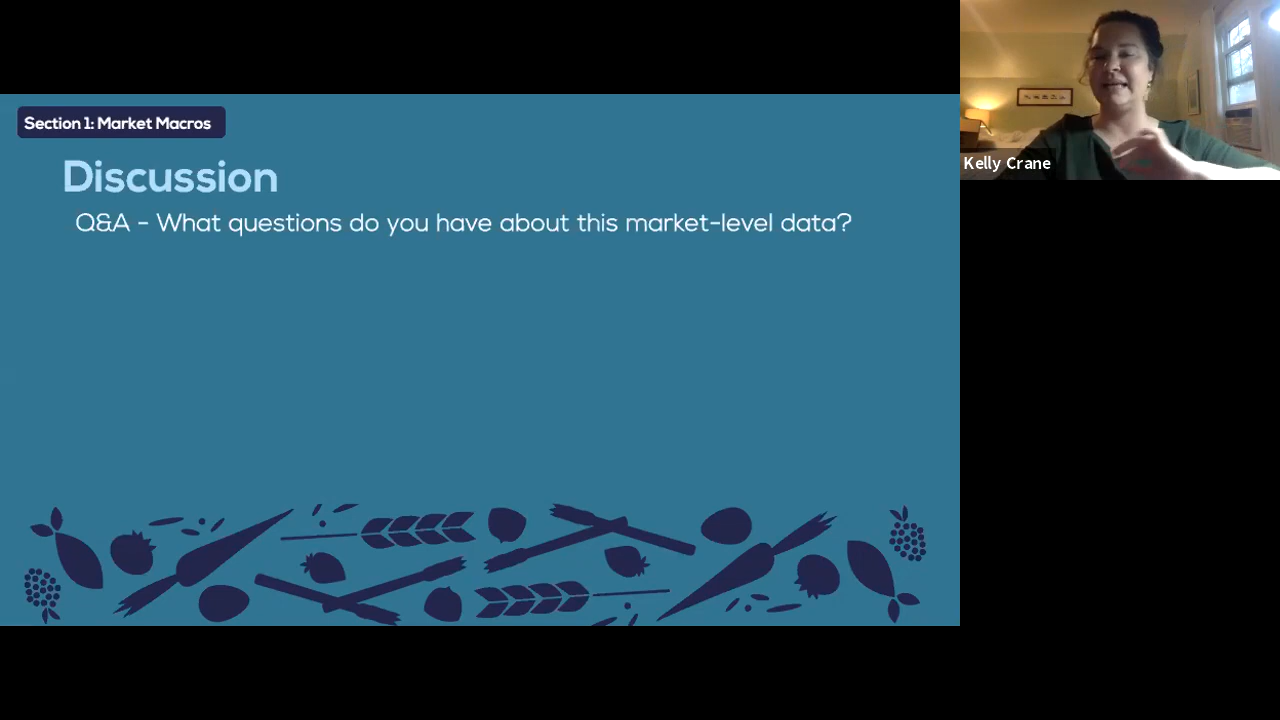 Section 1: Market Macros
Discussion
Q&A - What questions do you have about this market-level data?
Kelly Crane